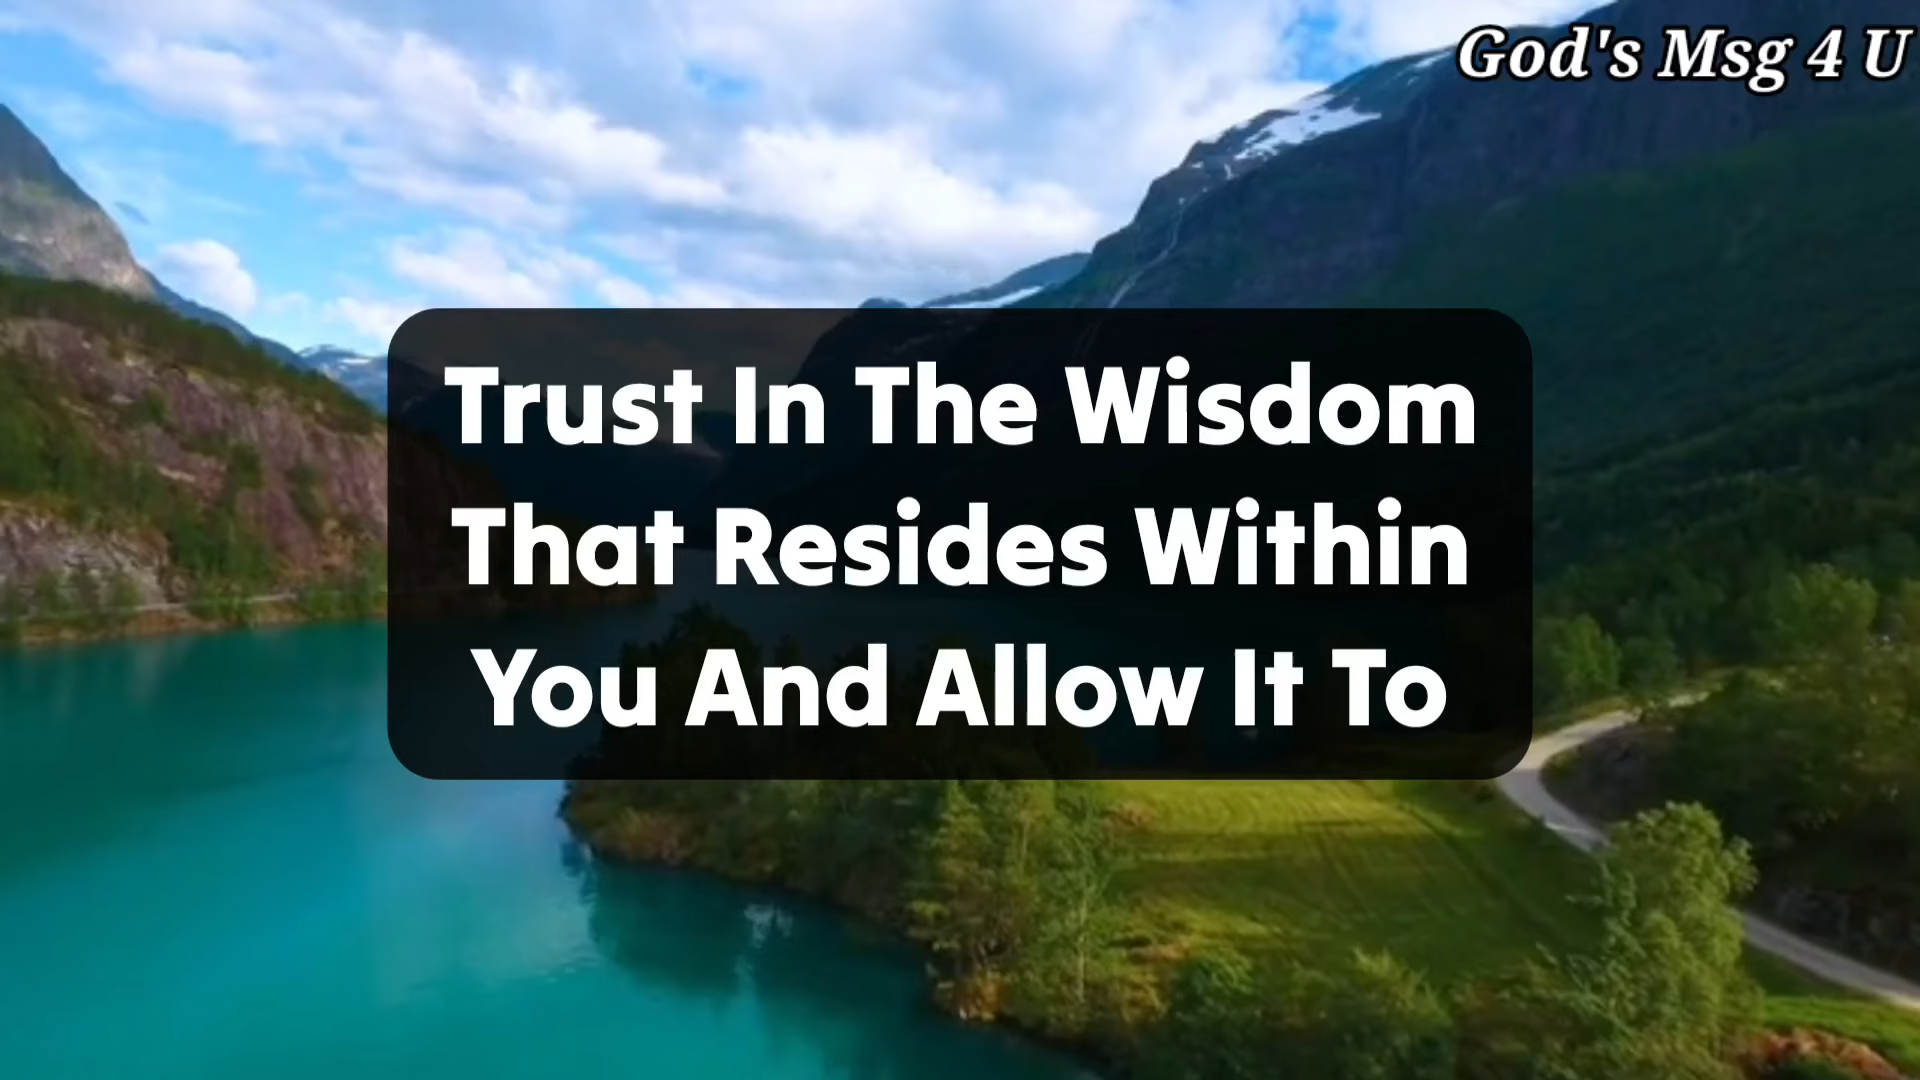 God's Msg 4 U
Trust In The Wisdom
That Resides Within
You And Allow It To